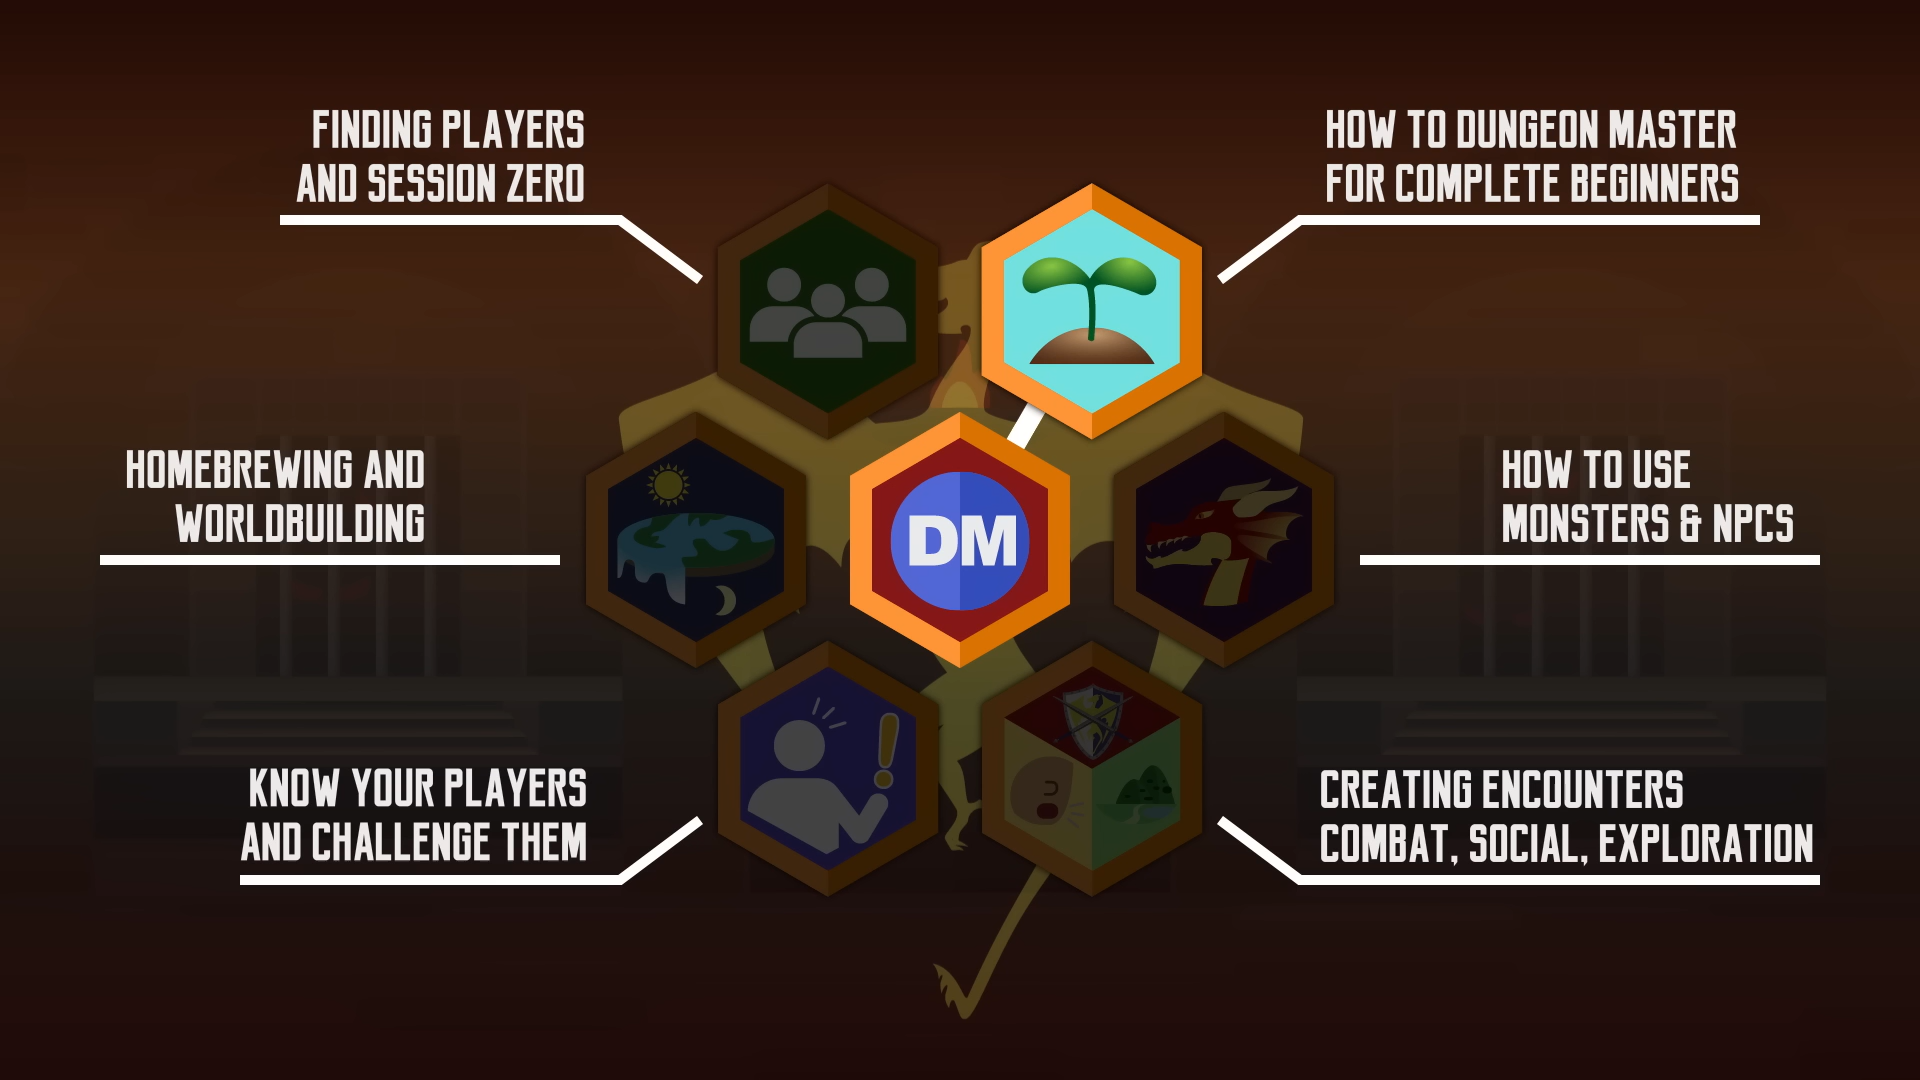 FINDING PLAYERS
AND SESSION ZERO
HOW TO DUNGEON MASTER
FOR COMPLETE BEGINNERS
HOMEBREWING AND
WORLDBUILDING
DM
HOW TO USE
MONSTERS & NPCS
KNOW YOUR PLAYERS
AND CHALLENGE THEM
CREATING ENCOUNTERS
COMBAT, SOCIAL, EXPLORATION